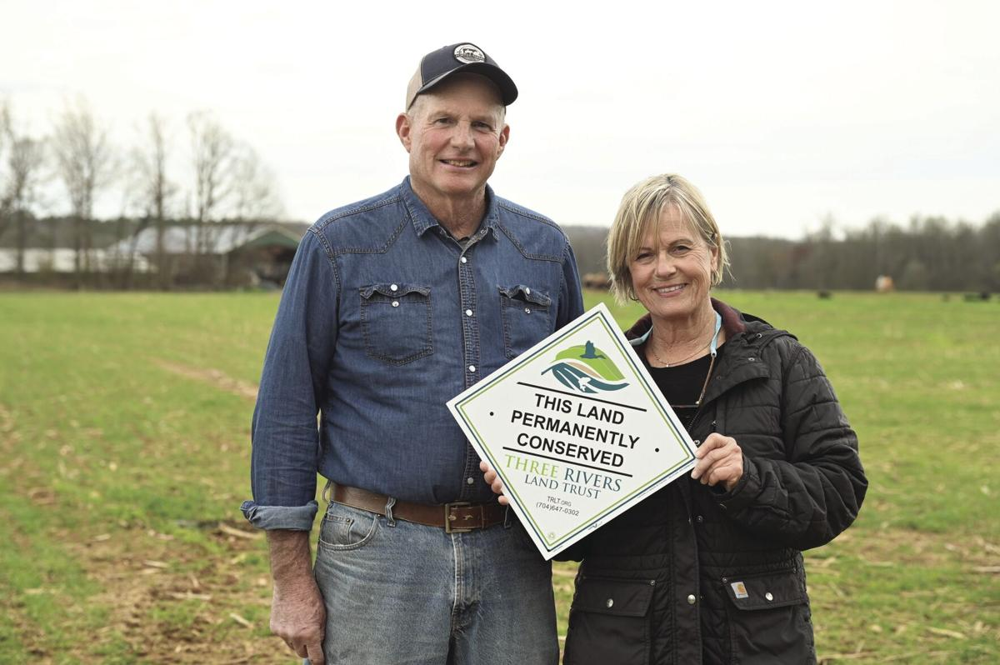 THIS LAND
PERMANENTLY
CONSERVED
THREE RIVERS
LAND TRUST
TRLT.ORG
(704)647-0302